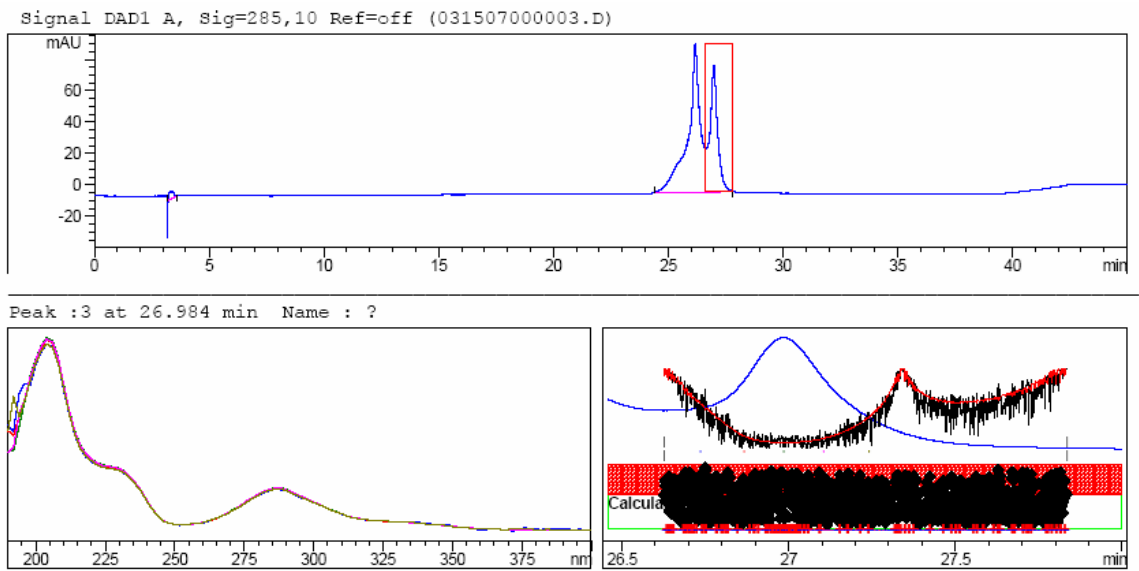 Signal DAD1 A, Sig=285,10 Ref=off (031507000003.D)
mAU
60
40
20
0
-20
0 5 10 15 20 25 30 35 40 min
Peak :3 at 26.984 min Name : ?
Calcula
200 225 250 275 300 325 350 375 nm
26.5 27 27.5 min